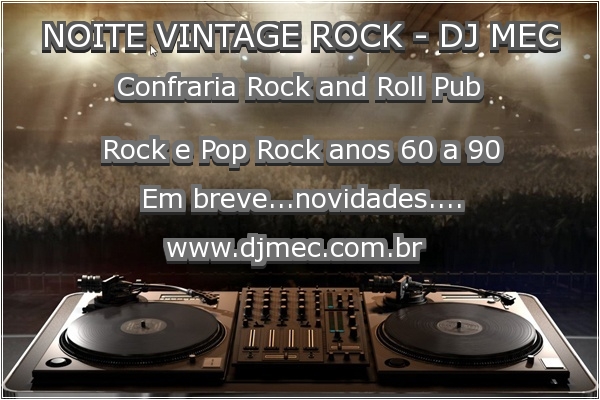 NOITE VINTAGE ROCK - DJ MEC
Confraria Rock and Roll Pub
Rock e Pop Rock anos 60 a 90
Em breve...novidades....
www.djmec.com.br